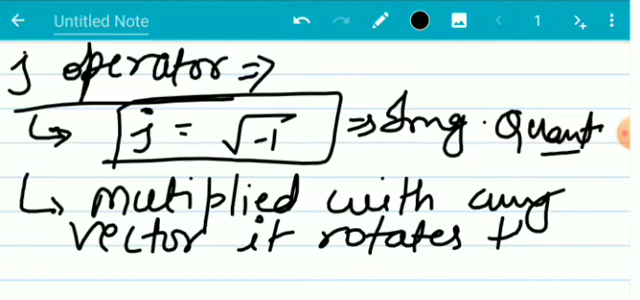 Untitled Note
1
j operator ⇒
↳ j = √-1 ⇒ Img. Quant
↳ multiplied with any
vector it rotates t